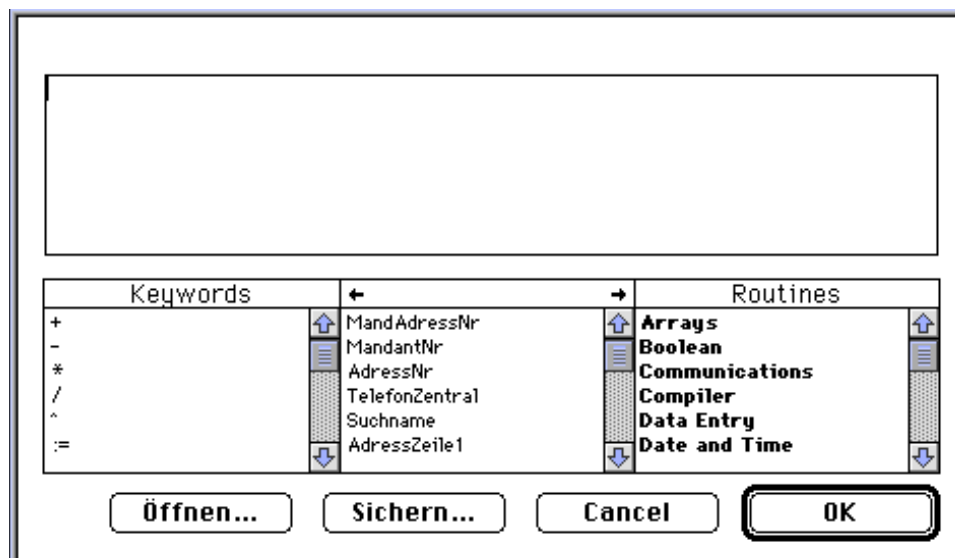 Keywords
+
-
*
/
^
:=
← →
MandAdressNr
MandantNr
AdressNr
TelefonZentral
Suchname
AdressZeile1
Routines
Arrays
Boolean
Communications
Compiler
Data Entry
Date and Time
Öffnen...
Sichern...
Cancel
OK